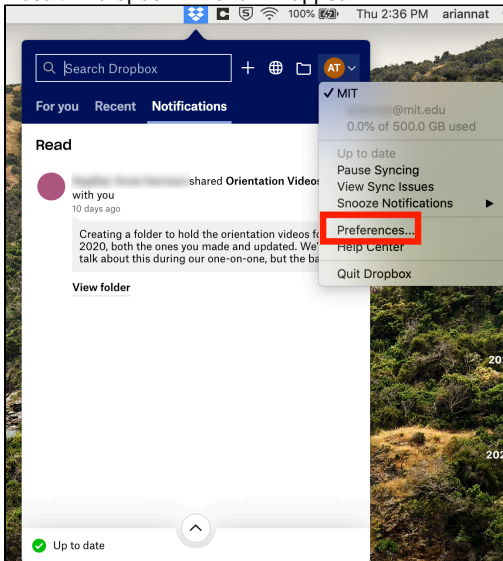 100% Thu 2:36 PM ariannat
Search Dropbox
AT
For you Recent Notifications
Read
shared Orientation Videos
with you
10 days ago
Creating a folder to hold the orientation videos fo
2020, both the ones you made and updated. We'
talk about this during our one-on-one, but the ba
View folder
Up to date
✓ MIT
@mit.edu
0.0% of 500.0 GB used
Up to date
Pause Syncing
View Sync Issues
Snooze Notifications
Preferences...
Help Center
Quit Dropbox
20
202